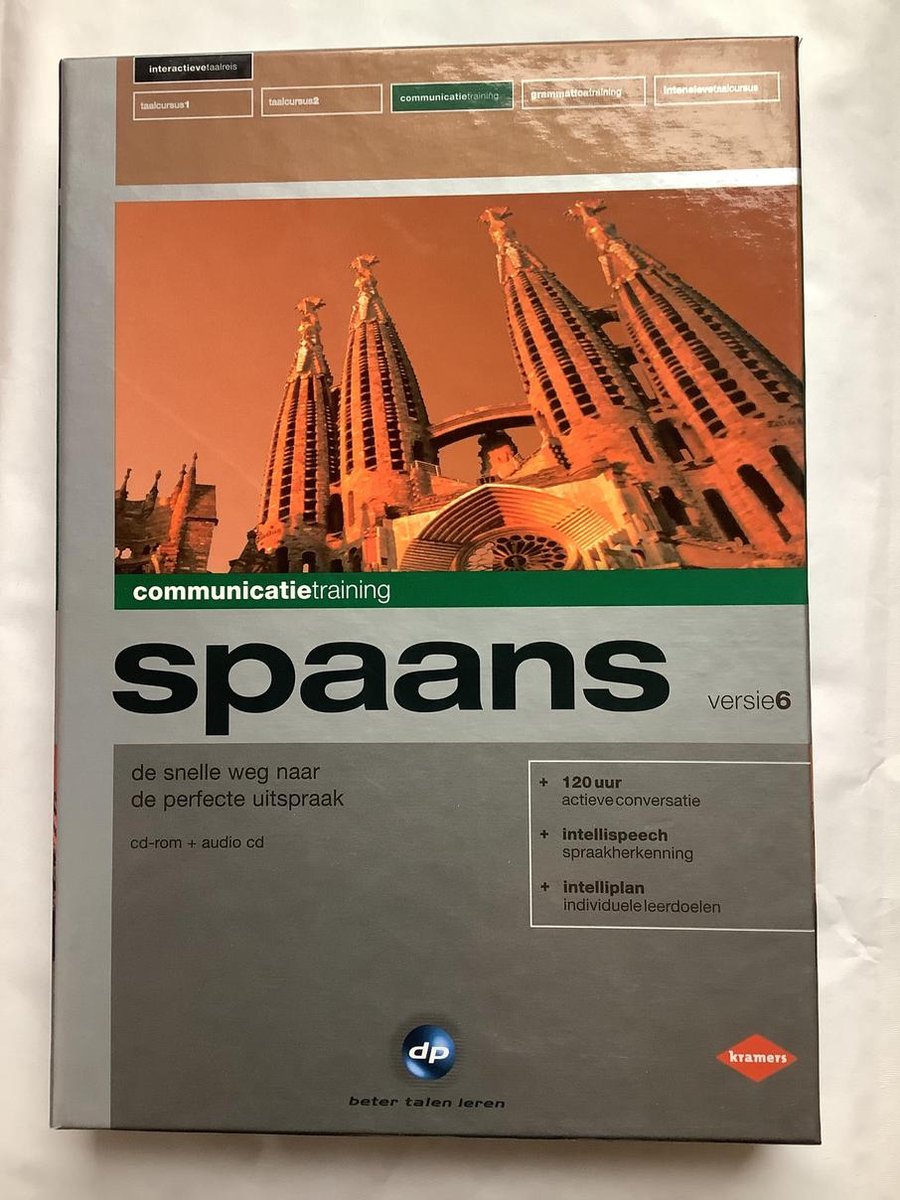 interactievetaalreis
taalcursus1
taalcursus2
communicatietraining
grammaticatraining
intensievetaalcursus
communicatietraining
spaans
versie6
de snelle weg naar
de perfecte uitspraak
cd-rom + audio cd
+ 120 uur
actieve conversatie
+ intellispeech
spraakherkenning
+ intelliplan
individuele leerdoelen
dp
beter talen leren
kramers